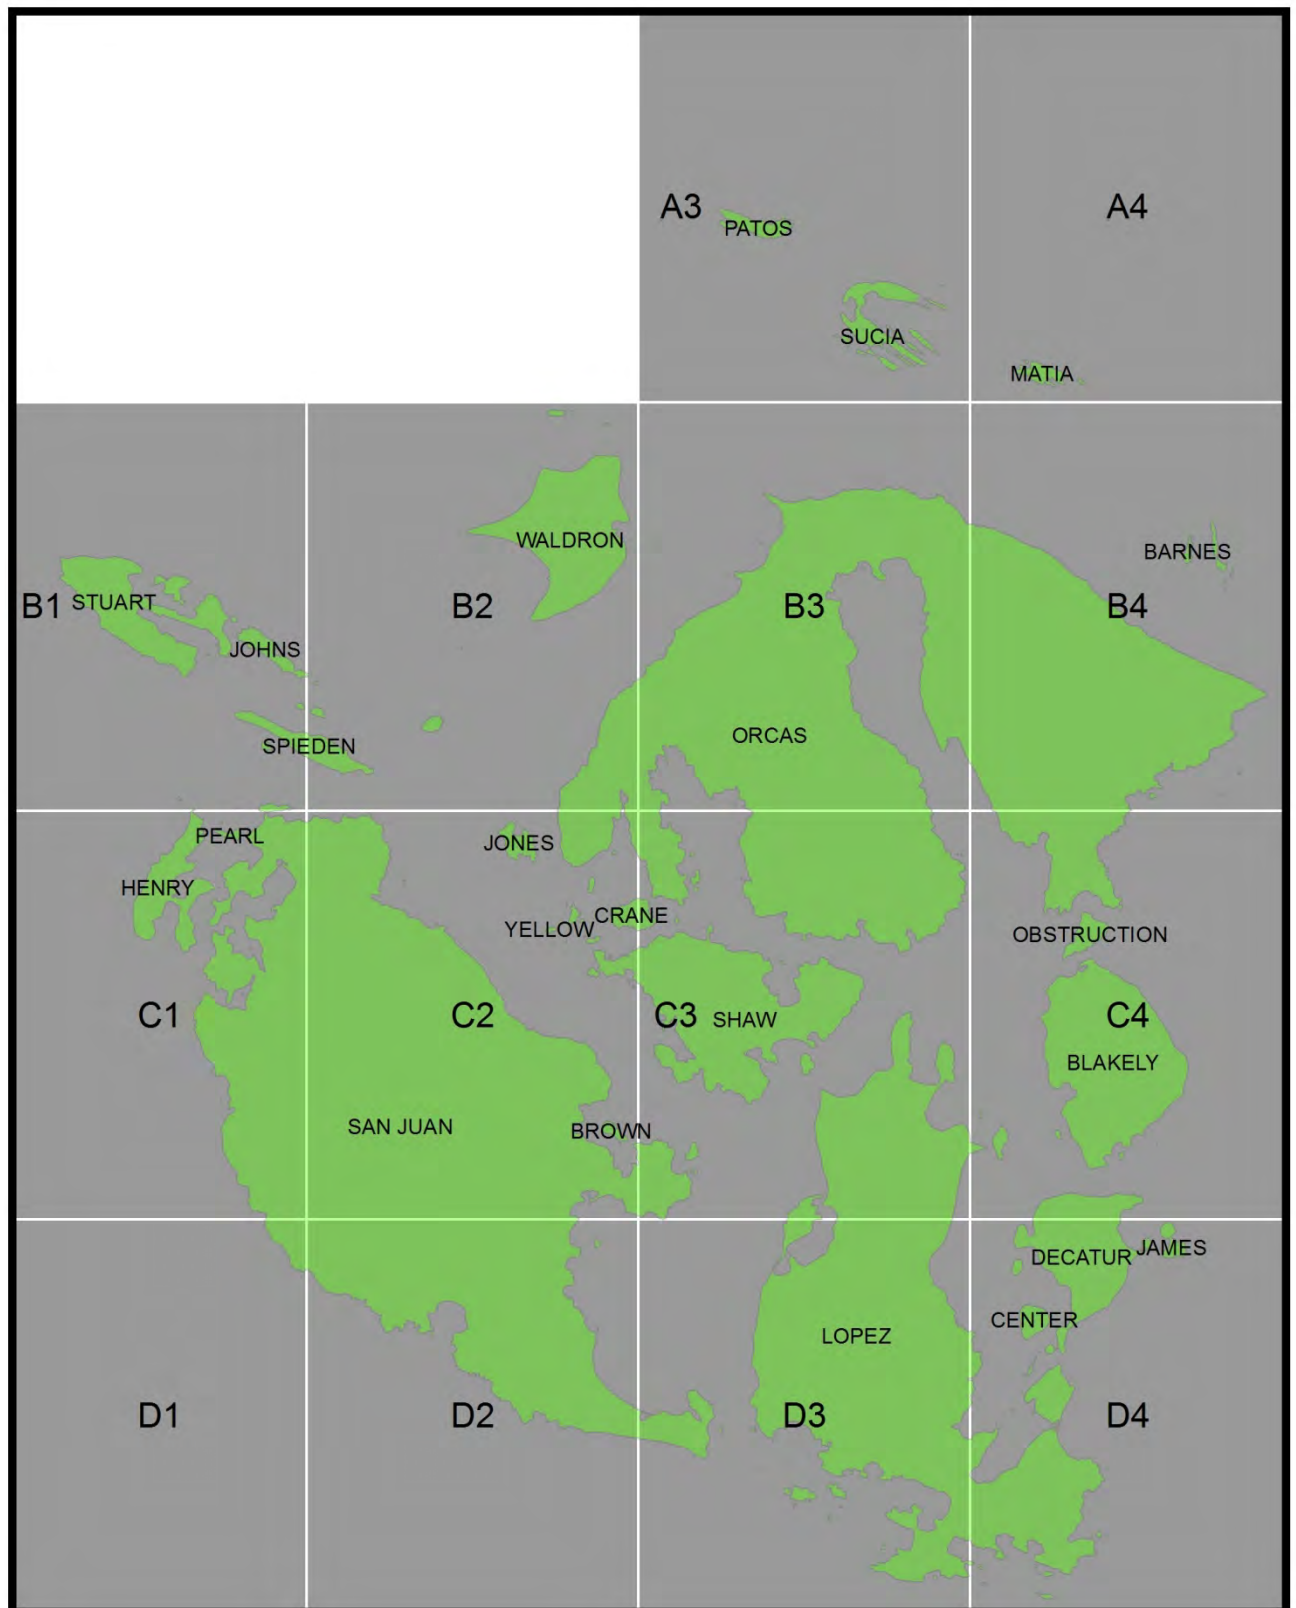 A3
A4
PATOS
SUCIA
MATIA
WALDRON
BARNES
B1 STUART
B2
B3
B4
JOHNS
ORCAS
SPIEDEN
PEARL
JONES
HENRY
CRANE
YELLOW
OBSTRUCTION
C1
C2
C3 SHAW
C4
BLAKELY
SAN JUAN
BROWN
DECATUR JAMES
CENTER
LOPEZ
D1
D2
D3
D4